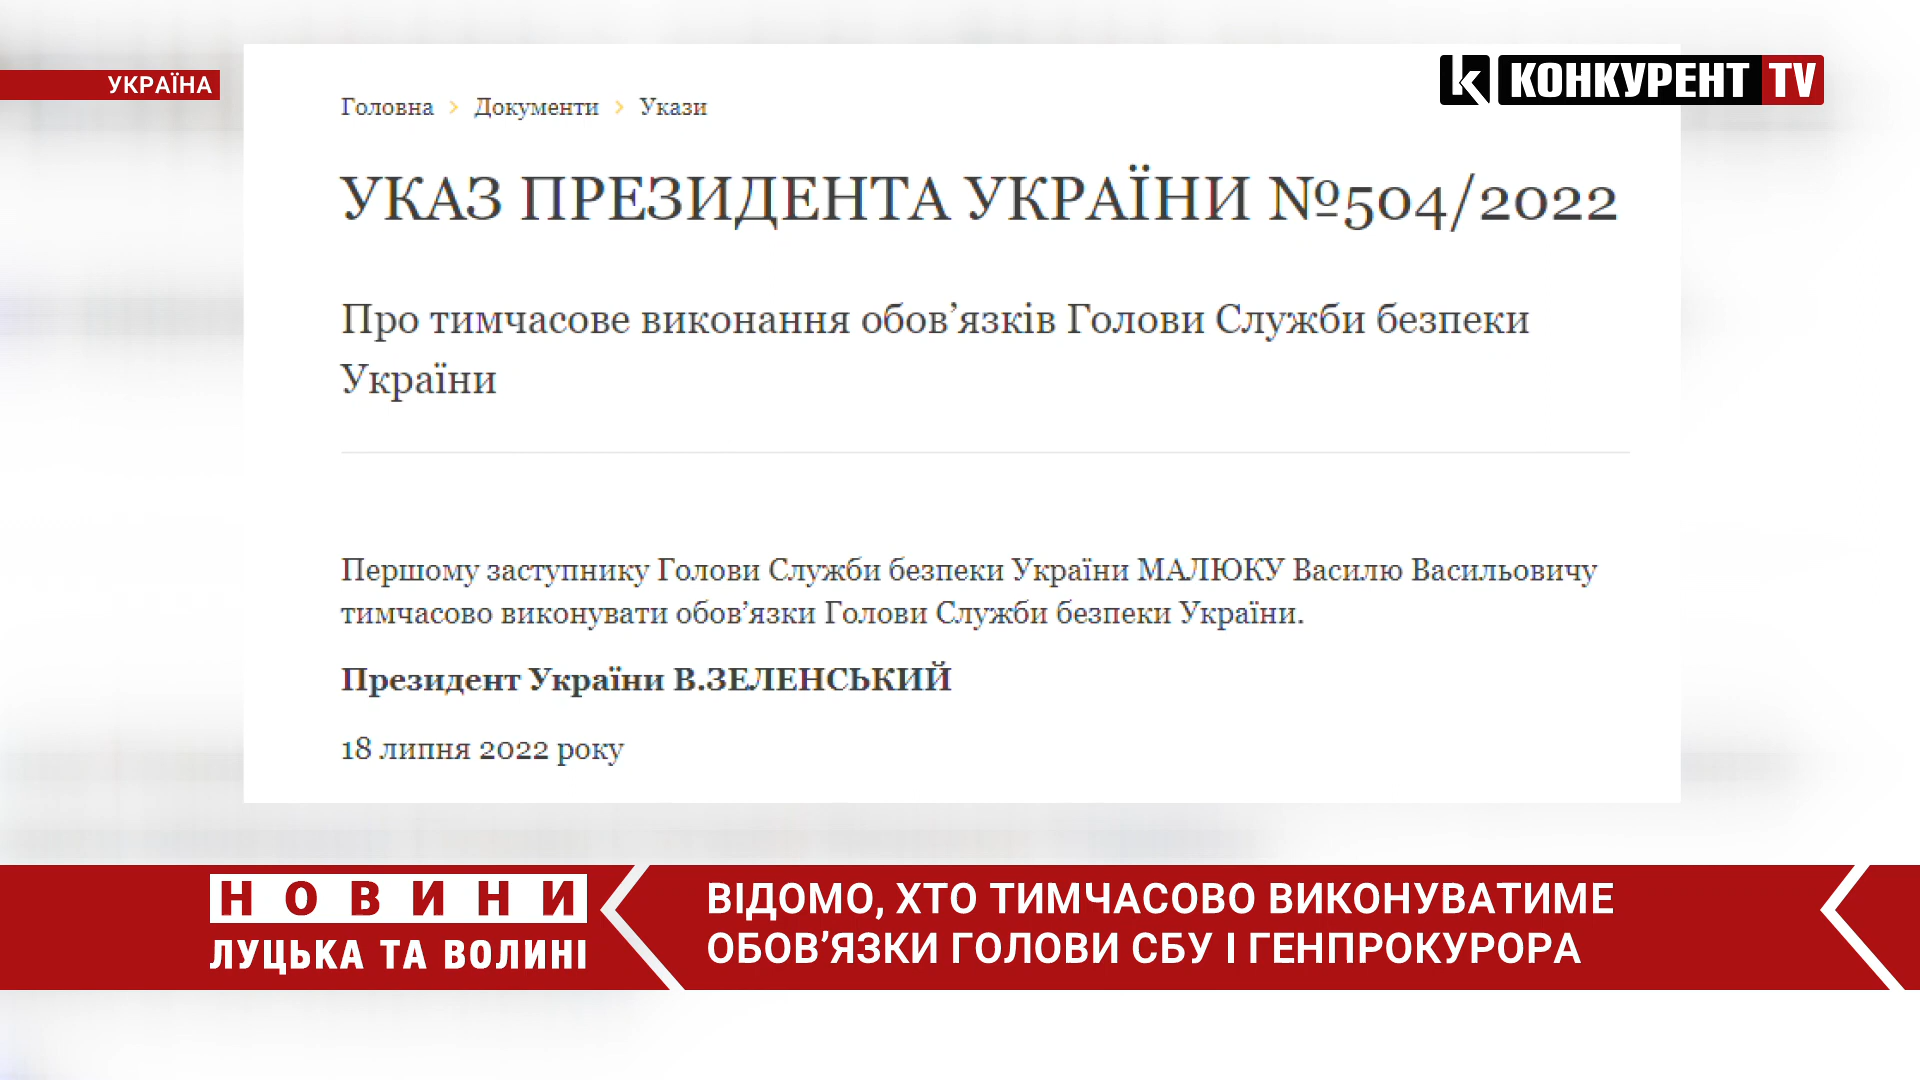 УКРАЇНА
КОНКУРЕНТ TV
Головна > Документи > Укази
УКАЗ ПРЕЗИДЕНТА УКРАЇНИ №504/2022
Про тимчасове виконання обов’язків Голови Служби безпеки
України
Першому заступнику Голови Служби безпеки України МАЛЮКУ Василю Васильовичу
тимчасово виконувати обов’язки Голови Служби безпеки України.
Президент України В.ЗЕЛЕНСЬКИЙ
18 липня 2022 року
НОВИНИ
ЛУЦЬКА ТА ВОЛИНІ
ВІДОМО, ХТО ТИМЧАСОВО ВИКОНУВАТИМЕ
ОБОВ’ЯЗКИ ГОЛОВИ СБУ І ГЕНПРОКУРОРА